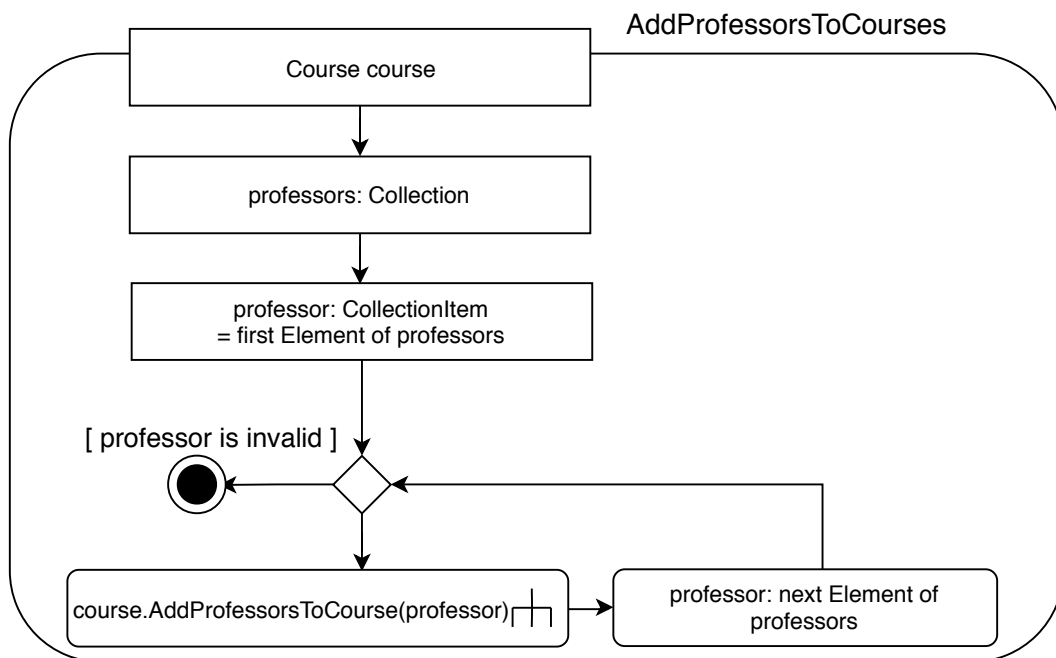 AddProfessorsToCourses
Course course
professors: Collection
professor: CollectionItem
= first Element of professors
[ professor is invalid ]
course.AddProfessorsToCourse(professor)
professor: next Element of
professors